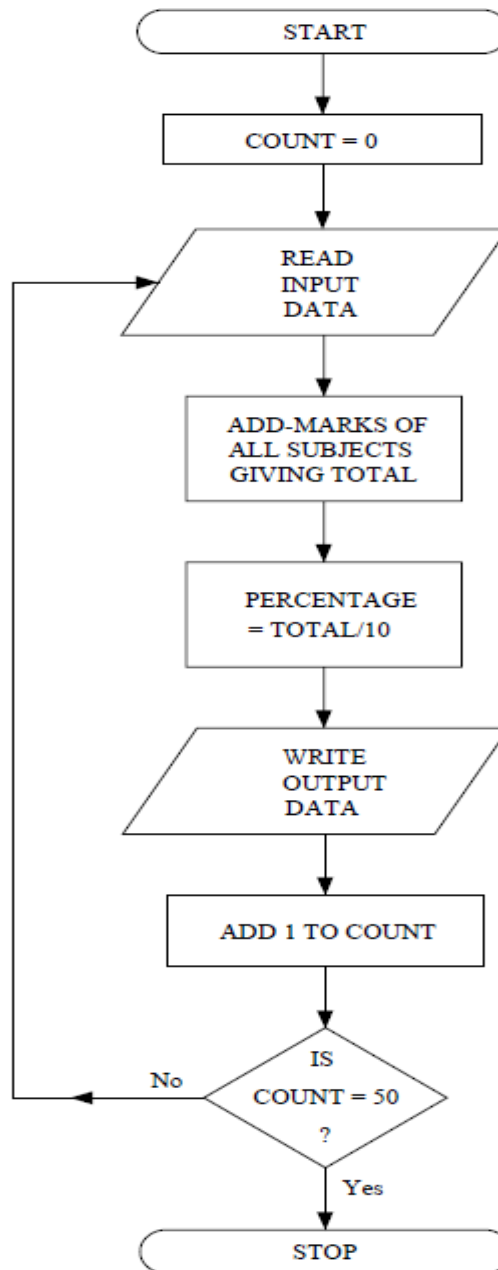 START
COUNT = 0
READ
INPUT
DATA
ADD-MARKS OF
ALL SUBJECTS
GIVING TOTAL
PERCENTAGE
= TOTAL/10
WRITE
OUTPUT
DATA
ADD 1 TO COUNT
IS
COUNT = 50
?
No
Yes
STOP